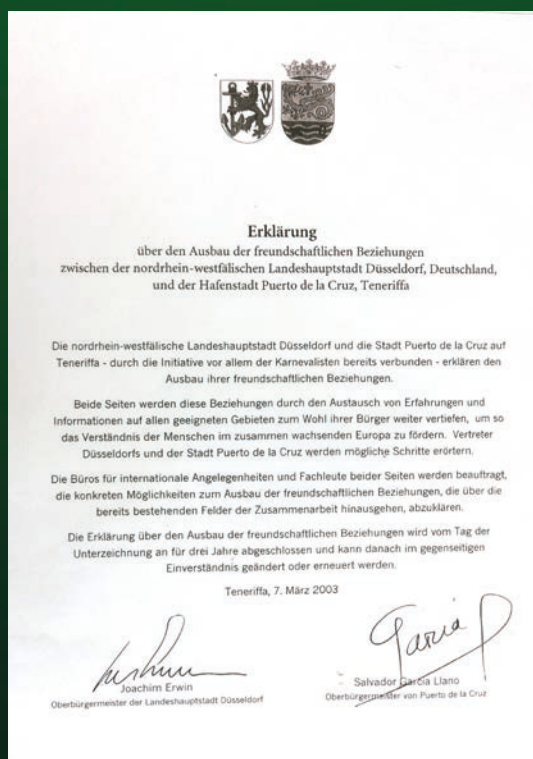 Erklärung
über den Ausbau der freundschaftlichen Beziehungen
zwischen der nordrhein-westfälischen Landeshauptstadt Düsseldorf, Deutschland,
und der Hafenstadt Puerto de la Cruz, Teneriffa
Die nordrhein-westfälische Landeshauptstadt Düsseldorf und die Stadt Puerto de la Cruz auf
Teneriffa - durch die Initiative vor allem der Karnevalisten bereits verbunden - erklären den
Ausbau ihrer freundschaftlichen Beziehungen.
Beide Seiten werden diese Beziehungen durch den Austausch von Erfahrungen und
Informationen auf allen geeigneten Gebieten zum Wohl ihrer Bürger weiter vertiefen, um so
das Verständnis der Menschen im zusammen wachsenden Europa zu fördern. Vertreter
Düsseldorfs und der Stadt Puerto de la Cruz werden mögliche Schritte erörtern.
Die Büros für internationale Angelegenheiten und Fachleute beider Seiten werden beauftragt,
die konkreten Möglichkeiten zum Ausbau der freundschaftlichen Beziehungen, die über die
bereits bestehenden Felder der Zusammenarbeit hinausgehen, abzuklären.
Die Erklärung über den Ausbau der freundschaftlichen Beziehungen wird vom Tag der
Unterzeichnung an für drei Jahre abgeschlossen und kann danach im gegenseitigen
Einverständnis geändert oder erneuert werden.
Teneriffa, 7. März 2003
Garcia
Joachim Erwin
Oberbürgermeister der Landeshauptstadt Düsseldorf
Salvador Garcia Llano
Oberbürgermeister von Puerto de la Cruz